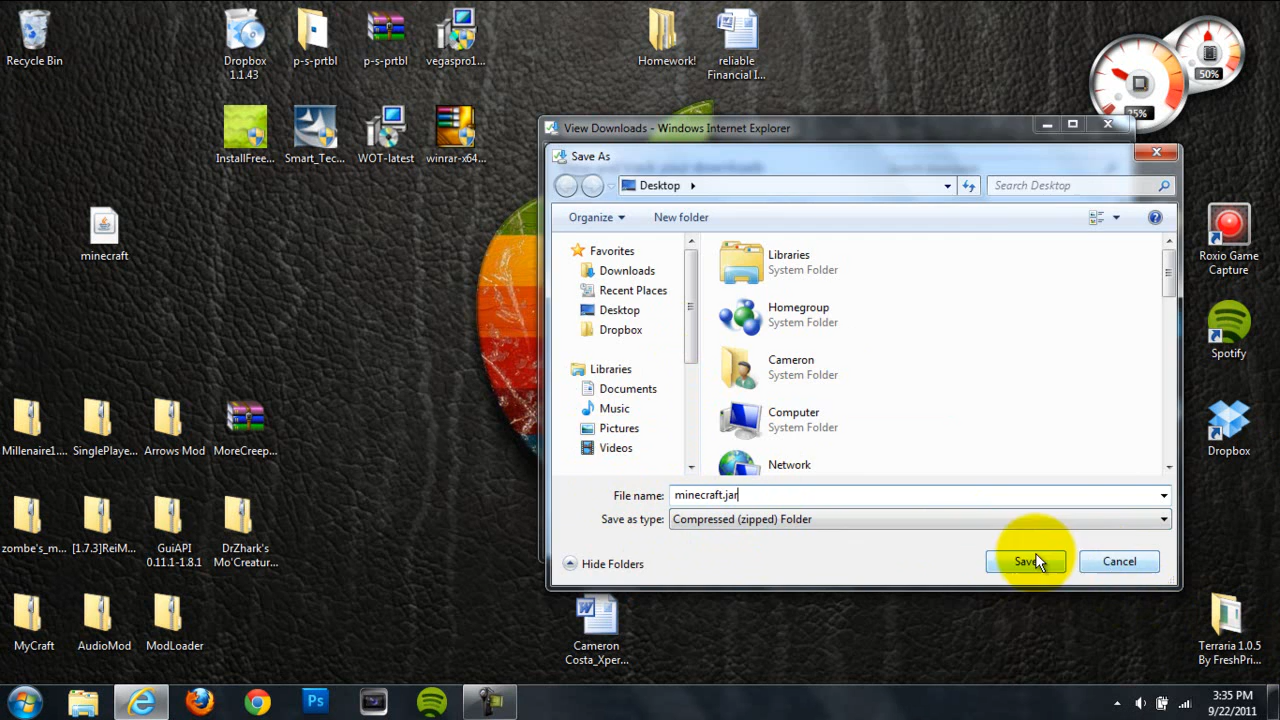 Recycle Bin
Dropbox
1.1.43
p-s-prtbl
p-s-prtbl
vegaspro1...
Homework!
reliable
Financial I...
50%
25%
InstallFree...
Smart_Tec...
WOT-latest
winrar-x64...
minecraft
View Downloads - Windows Internet Explorer
Save As
Desktop
Search Desktop
Organize
New folder
Favorites
Downloads
Recent Places
Desktop
Dropbox
Libraries
Documents
Music
Pictures
Videos
Libraries
System Folder
Homegroup
System Folder
Cameron
System Folder
Computer
System Folder
Network
File name:
minecraft.jar
Save as type:
Compressed (zipped) Folder
Hide Folders
Save
Cancel
Roxio Game
Capture
Spotify
Dropbox
Millenaire1....
SinglePlaye...
Arrows Mod
MoreCreep...
zombe's_m...
[1.7.3]ReiM...
GuiAPI
0.11.1-1.8.1
DrZhark's
Mo'Creatur...
MyCraft
AudioMod
ModLoader
Cameron
Costa_Xper...
Terraria 1.0.5
By FreshPri...
Ps
3:35 PM
9/22/2011